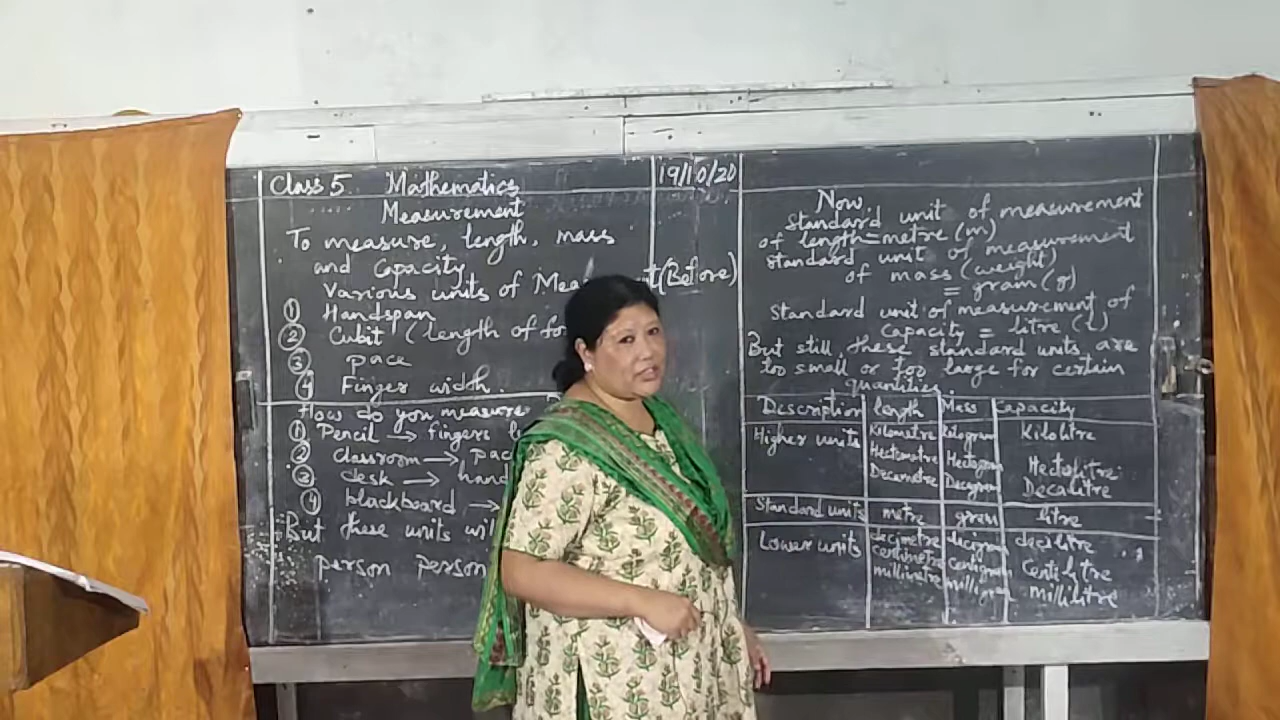 Class 5 Mathematics 19/10/20
Measurement
To measure, length, mass
and Capacity
Various units of (Before)
① Handspan
② Cubit (length of
③ pace
④ Finger width.
How do you measure
① Pencil → fingers
② classroom →
③ desk →
④ blackboard →
But these units
person person
Now
standard unit of measurement
of length = metre (m)
standard unit of measurement
of mass (weight)
= gram (g)
standard unit of measurement of
capacity = litre (l)
But still these standard units are
too small or too large for certain
quantities
Description length Mass Capacity
Higher units Kilometre Kilogram Kilolitre
Hectometre Hectogram Hectolitre
Decametre Decagram Decalitre
Standard units metre gram litre
Lower units decimetre decigram decilitre
centimetre centigram Centilitre
millimetre milligram millilitre